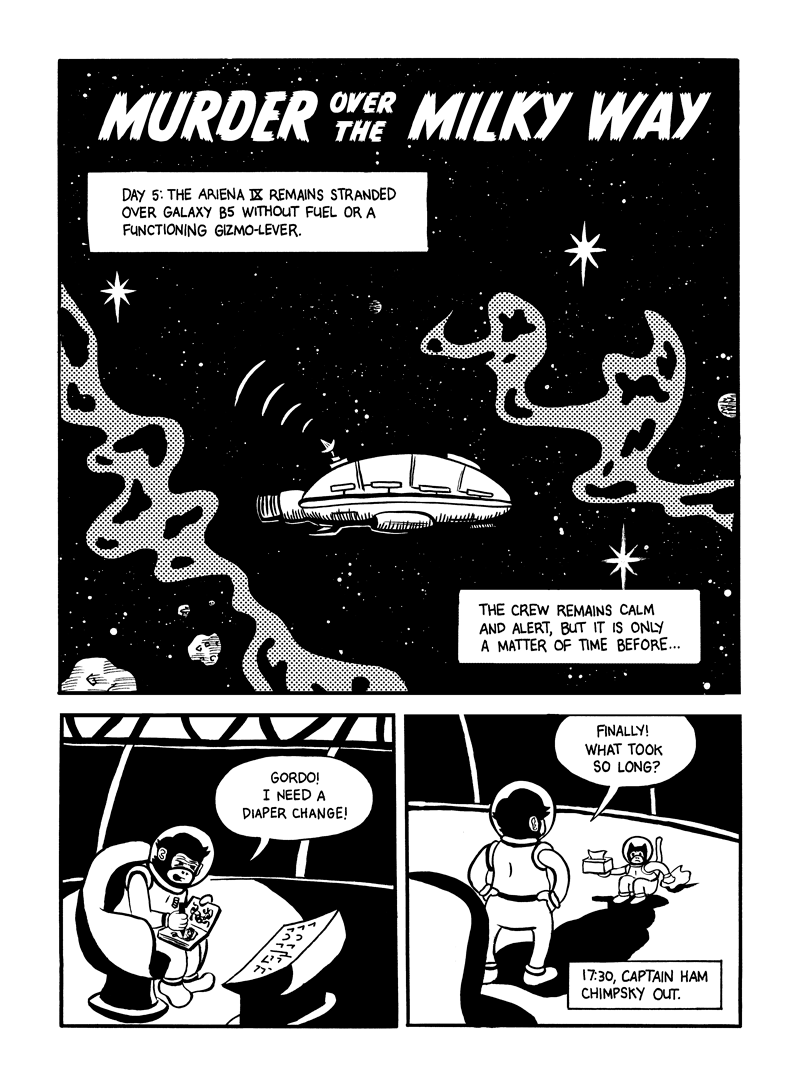 MURDER OVER THE MILKY WAY
DAY 5: THE ARIENA IX REMAINS STRANDED
OVER GALAXY B5 WITHOUT FUEL OR A
FUNCTIONING GIZMO-LEVER.
THE CREW REMAINS CALM
AND ALERT, BUT IT IS ONLY
A MATTER OF TIME BEFORE...
GORDO!
I NEED A
DIAPER CHANGE!
FINALLY!
WHAT TOOK
SO LONG?
17:30, CAPTAIN HAM
CHIMPSKY OUT.